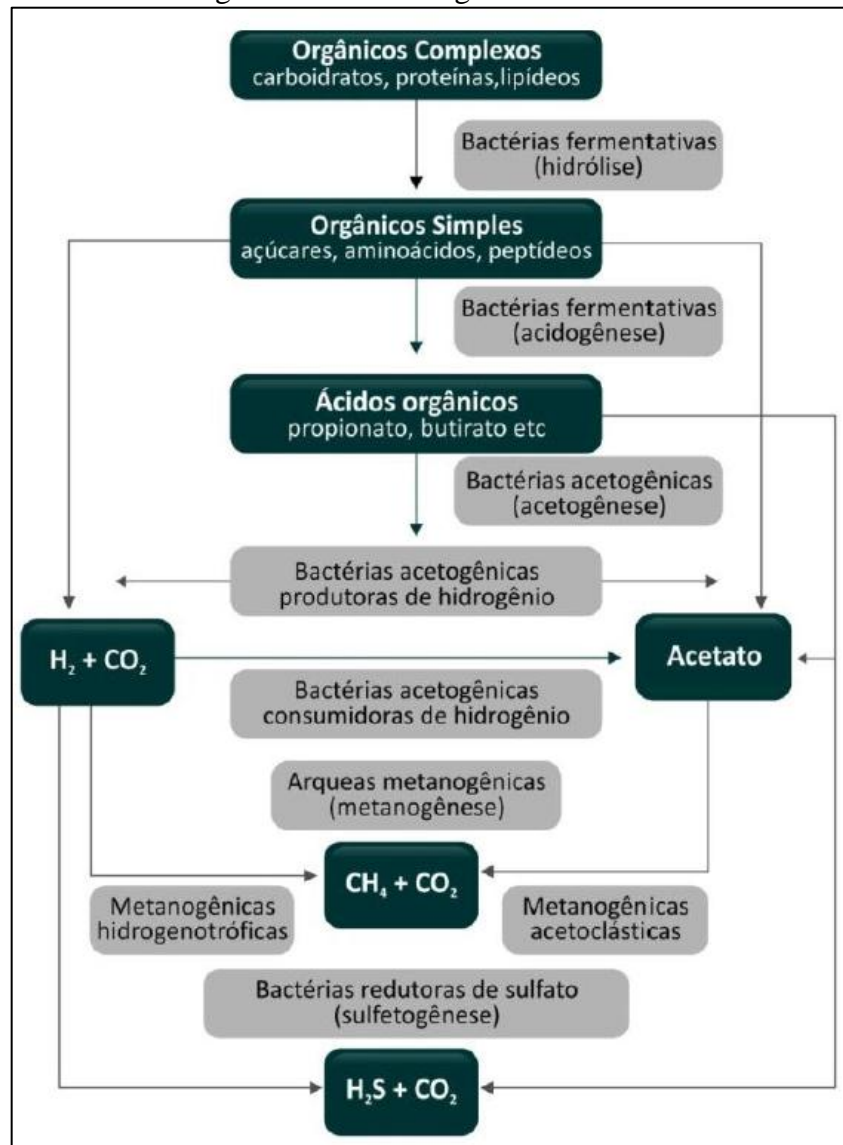 Orgânicos Complexos
carboidratos, proteínas,lipídeos
Bactérias fermentativas
(hidrólise)
Orgânicos Simples
açúcares, aminoácidos, peptídeos
Bactérias fermentativas
(acidogênese)
Ácidos orgânicos
propionato, butirato etc
Bactérias acetogênicas
(acetogênese)
Bactérias acetogênicas
produtoras de hidrogênio
H₂ + CO₂
Acetato
Bactérias acetogênicas
consumidoras de hidrogênio
Arqueas metanogênicas
(metanogênese)
CH₄ + CO₂
Metanogênicas
hidrogenotróficas
Metanogênicas
acetoclásticas
Bactérias redutoras de sulfato
(sulfetogênese)
H₂S + CO₂